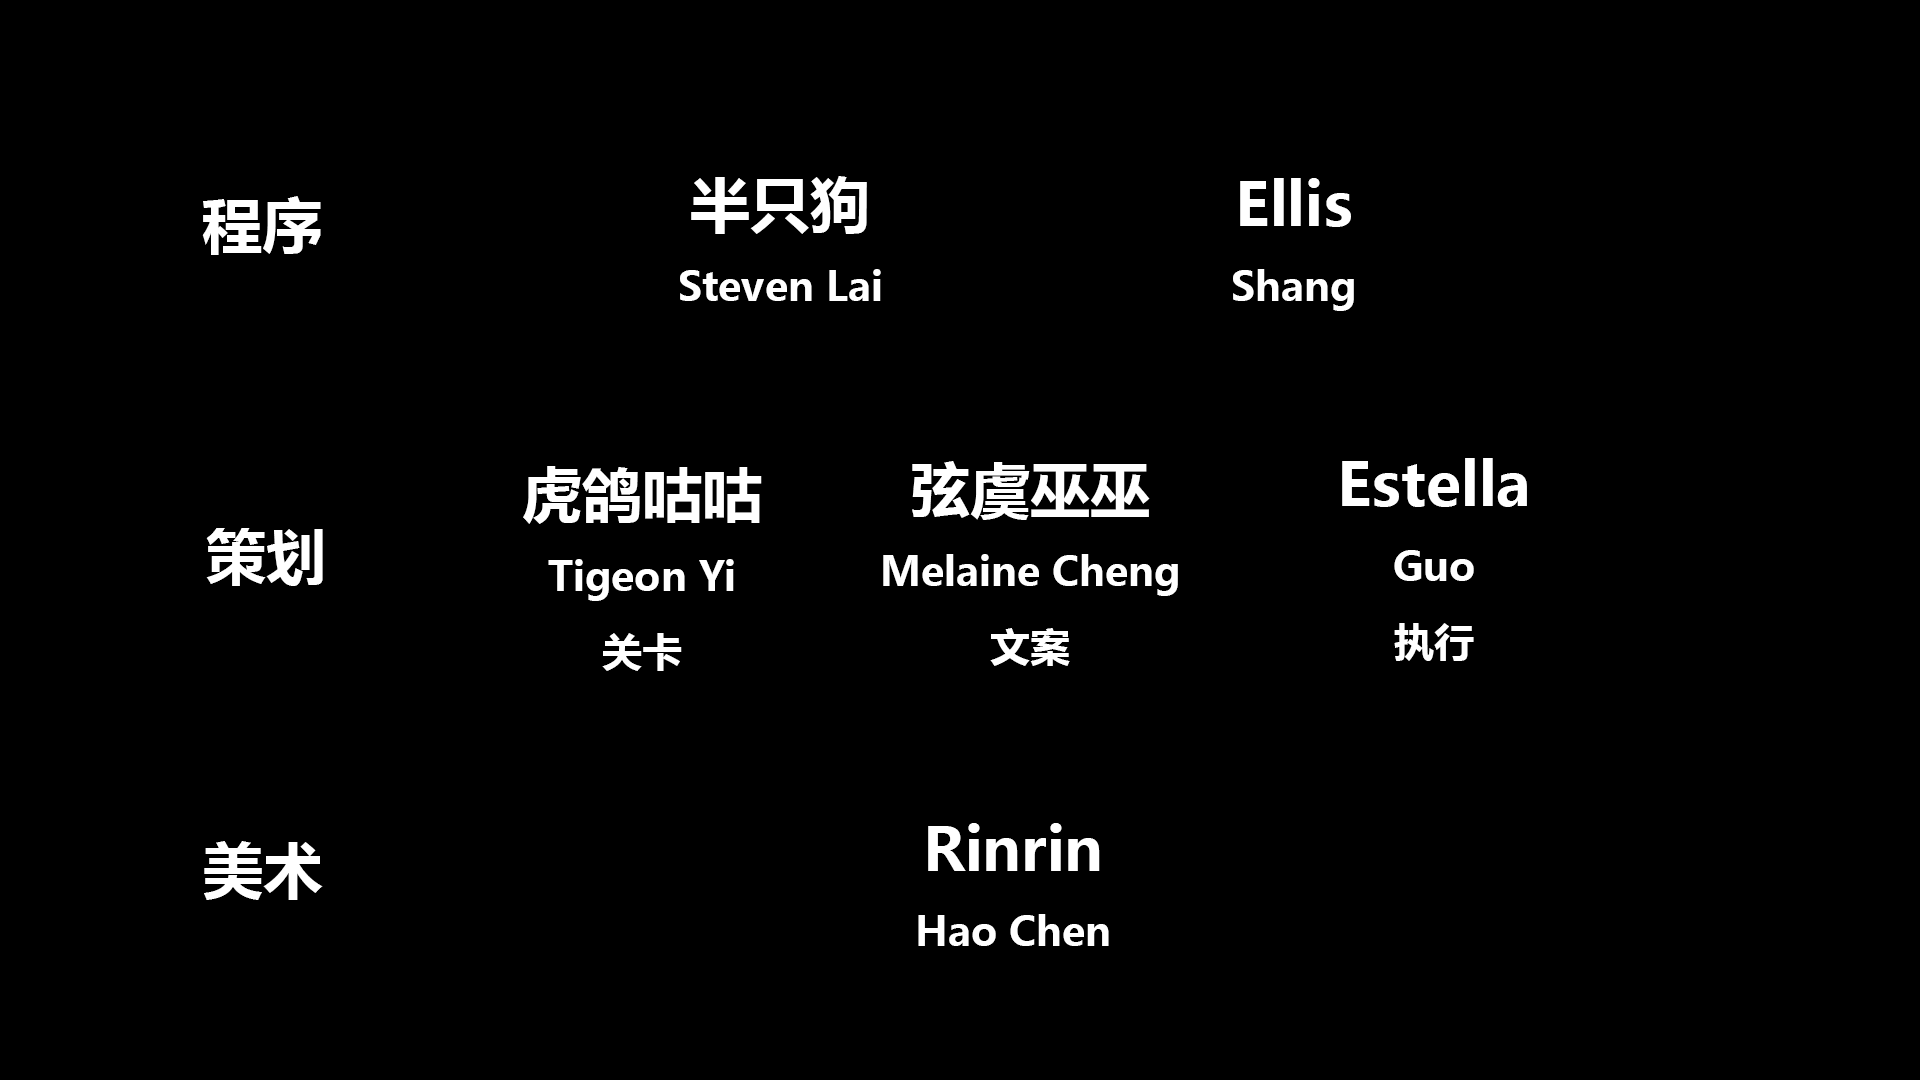 程序
半只狗 Ellis
Steven Lai Shang
策划
虎鸽咕咕 弦虞巫巫 Estella
Tigeon Yi Melaine Cheng Guo
关卡 文案 执行
美术
Rinrin
Hao Chen